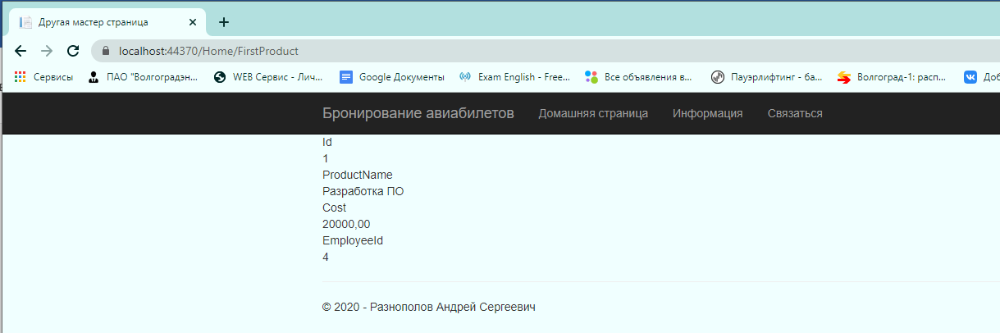 Другая мастер страница
localhost:44370/Home/FirstProduct
Сервисы ПАО "Волгоградэн... WEB Сервис - Лич... Google Документы Exam English - Free... Все объявления в... Пауэрлифтинг - ба... Волгоград-1: расп... Доб
Бронирование авиабилетов Домашняя страница Информация Связаться
Id
1
ProductName
Разработка ПО
Cost
20000,00
EmployeeId
4
© 2020 - Разнополов Андрей Сергеевич